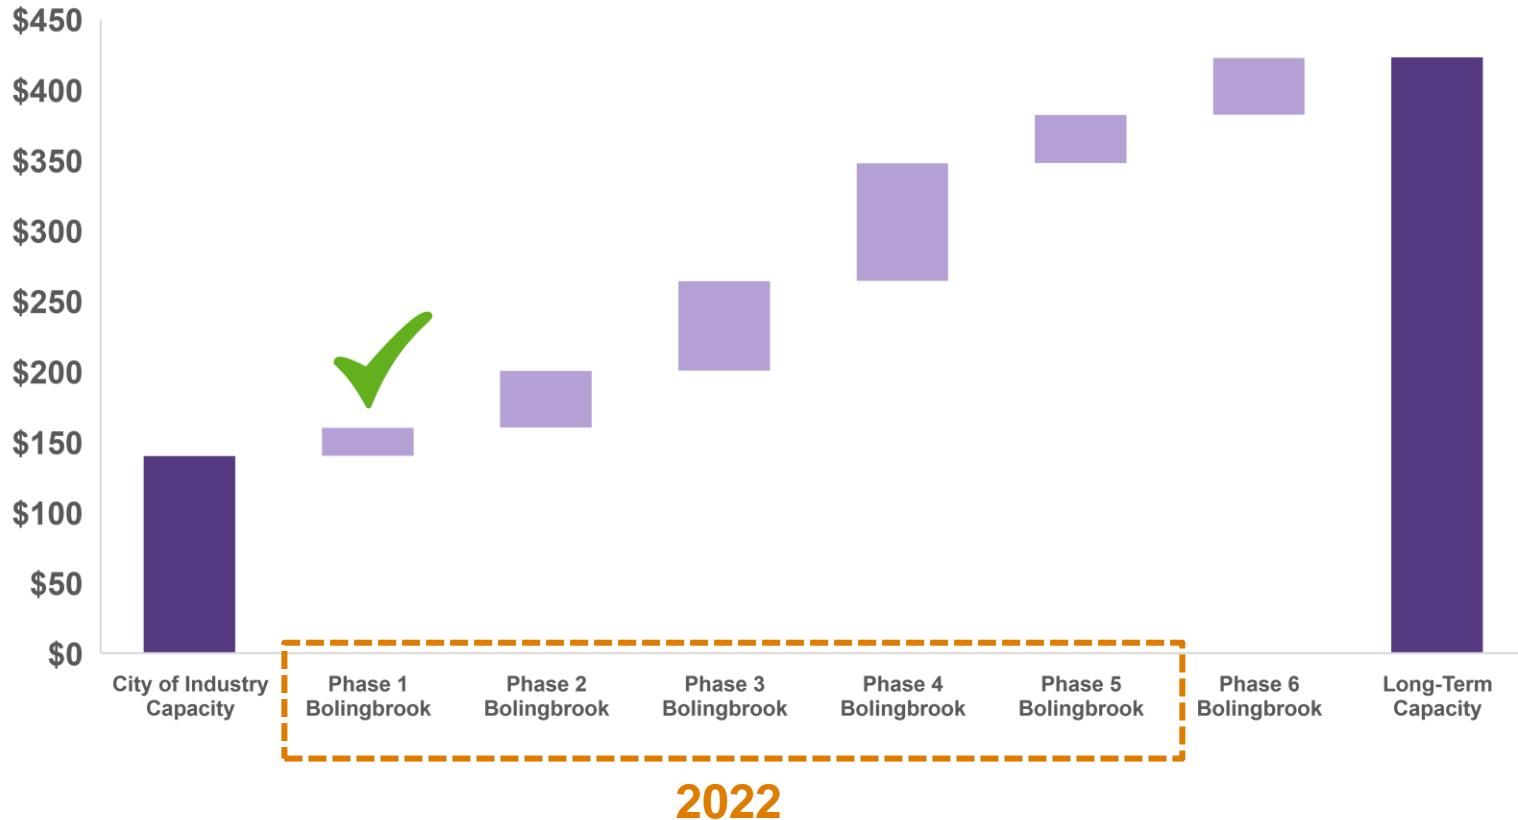 $450
$400
$350
$300
$250
$200
$150
$100
$50
$0
City of Industry
Capacity
Phase 1
Bolingbrook
Phase 2
Bolingbrook
Phase 3
Bolingbrook
Phase 4
Bolingbrook
Phase 5
Bolingbrook
Phase 6
Bolingbrook
Long-Term
Capacity
2022